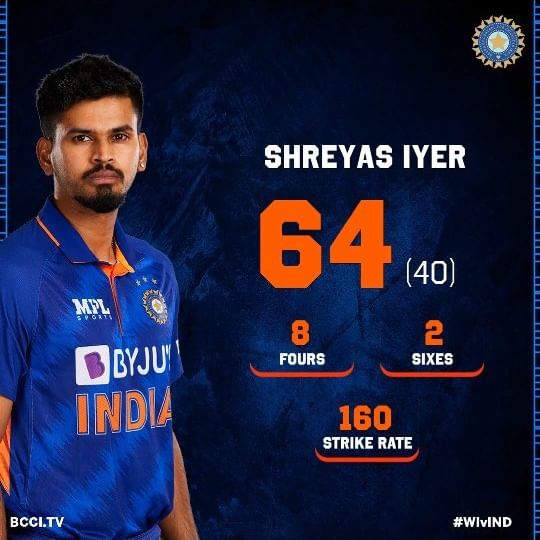 SHREYAS IYER
64 (40)
8
FOURS
2
SIXES
160
STRIKE RATE
MPL
SPORTS
B BYJU'
INDIA
BCCI.TV
#WIvIND